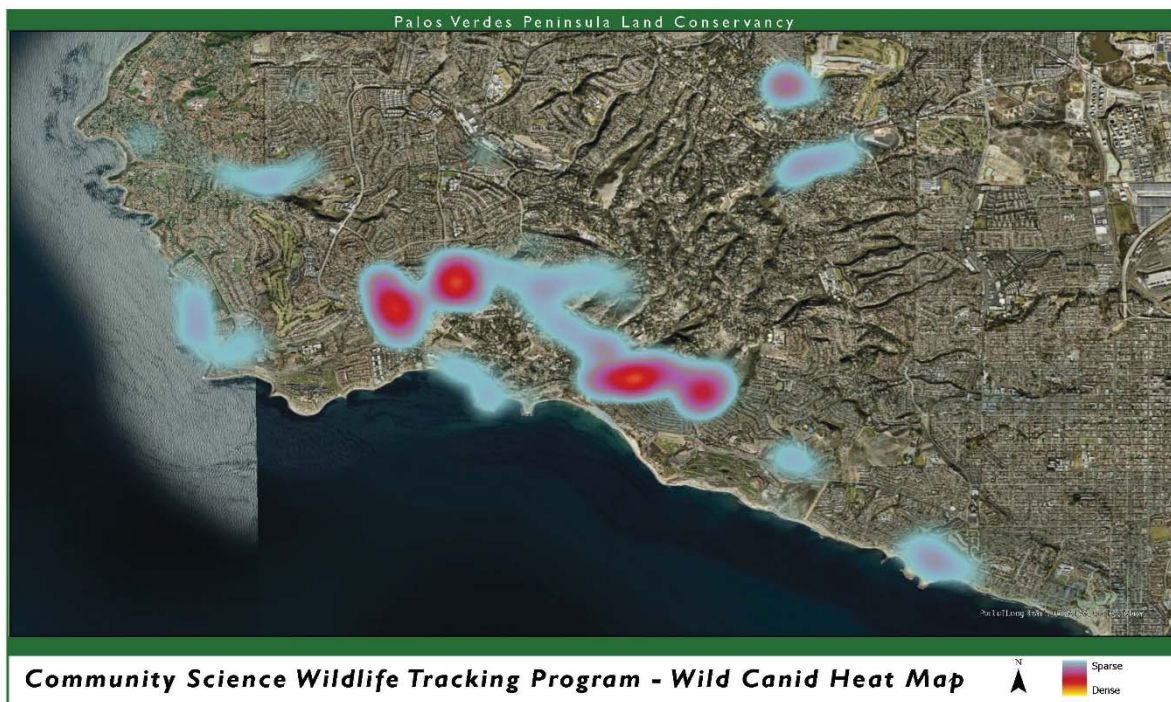 Palos Verdes Peninsula Land Conservancy
Community Science Wildlife Tracking Program - Wild Canid Heat Map
N
Sparse
Dense